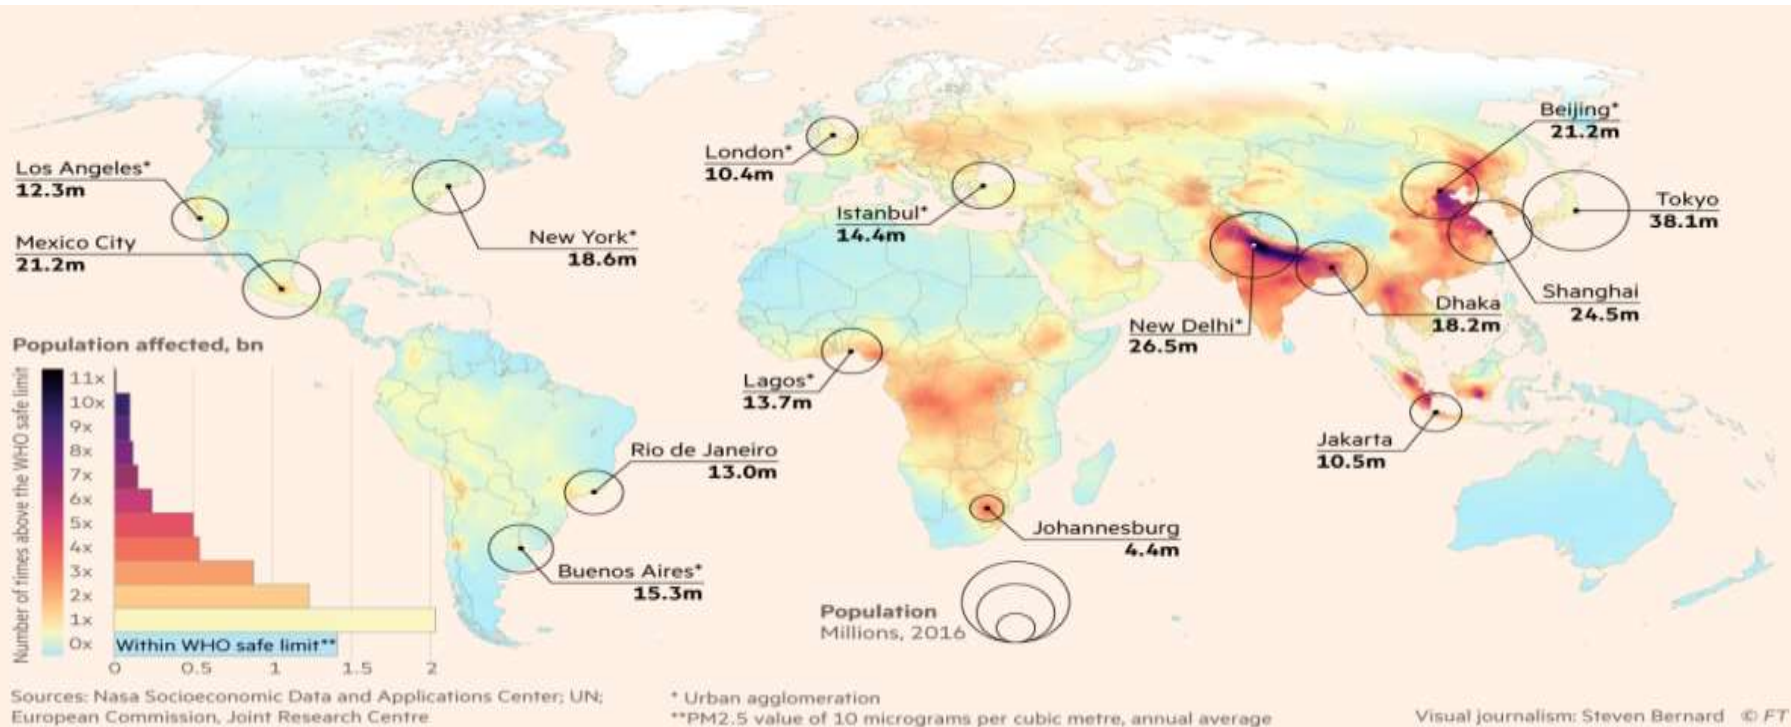 Beijing*
21.2m
London*
10.4m
Los Angeles*
12.3m
Tokyo
38.1m
Istanbul*
14.4m
New York*
18.6m
Mexico City
21.2m
Shanghai
24.5m
Dhaka
18.2m
New Delhi*
26.5m
Lagos*
13.7m
Jakarta
10.5m
Rio de Janeiro
13.0m
Johannesburg
4.4m
Buenos Aires*
15.3m
Population affected, bn
Number of times above the WHO safe limit
11x
10x
9x
8x
7x
6x
5x
4x
3x
2x
1x
0x
Within WHO safe limit**
0 0.5 1 1.5 2
Population
Millions, 2016
Sources: Nasa Socioeconomic Data and Applications Center; UN;
European Commission, Joint Research Centre
* Urban agglomeration
**PM2.5 value of 10 micrograms per cubic metre, annual average
Visual journalism: Steven Bernard © FT